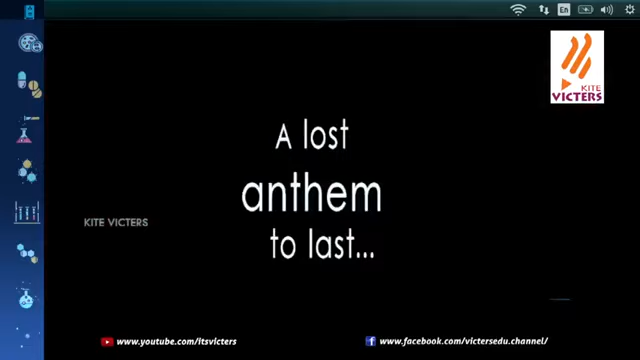 En
KITE
VICTERS
A lost
anthem
to last...
KITE VICTERS
www.youtube.com/itsvicters
www.facebook.com/victersedu.channel/